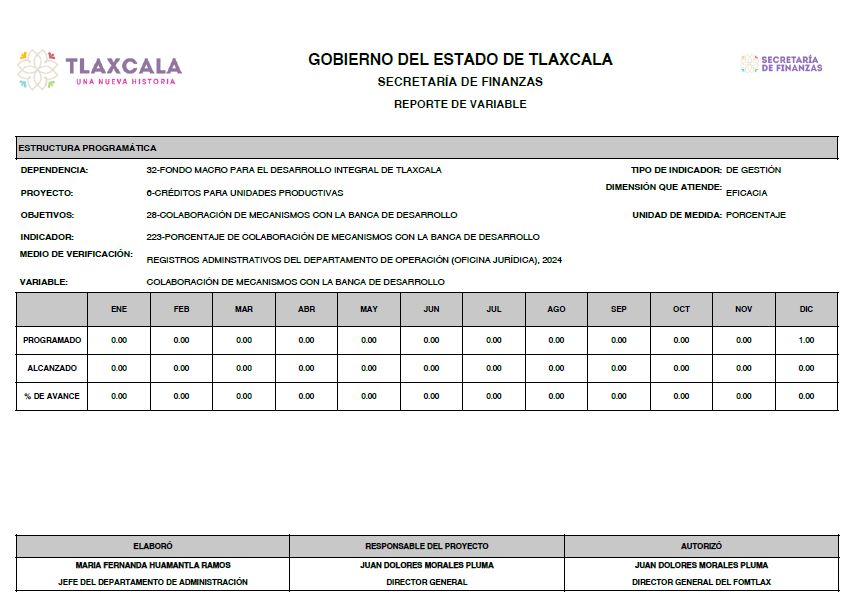 TLAXCALA
UNA NUEVA HISTORIA
GOBIERNO DEL ESTADO DE TLAXCALA
SECRETARÍA DE FINANZAS
REPORTE DE VARIABLE
SECRETARÍA
DE FINANZAS
ESTRUCTURA PROGRAMÁTICA
DEPENDENCIA: 32-FONDO MACRO PARA EL DESARROLLO INTEGRAL DE TLAXCALA TIPO DE INDICADOR: DE GESTIÓN
PROYECTO: 6-CRÉDITOS PARA UNIDADES PRODUCTIVAS DIMENSIÓN QUE ATIENDE: EFICACIA
OBJETIVOS: 28-COLABORACIÓN DE MECANISMOS CON LA BANCA DE DESARROLLO UNIDAD DE MEDIDA: PORCENTAJE
INDICADOR: 223-PORCENTAJE DE COLABORACIÓN DE MECANISMOS CON LA BANCA DE DESARROLLO
MEDIO DE VERIFICACIÓN: REGISTROS ADMINSTRATIVOS DEL DEPARTAMENTO DE OPERACIÓN (OFICINA JURÍDICA), 2024
VARIABLE: COLABORACIÓN DE MECANISMOS CON LA BANCA DE DESARROLLO
ENE FEB MAR ABR MAY JUN JUL AGO SEP OCT NOV DIC
PROGRAMADO 0.00 0.00 0.00 0.00 0.00 0.00 0.00 0.00 0.00 0.00 0.00 1.00
ALCANZADO 0.00 0.00 0.00 0.00 0.00 0.00 0.00 0.00 0.00 0.00 0.00 0.00
% DE AVANCE 0.00 0.00 0.00 0.00 0.00 0.00 0.00 0.00 0.00 0.00 0.00 0.00
ELABORÓ RESPONSABLE DEL PROYECTO AUTORIZÓ
MARIA FERNANDA HUAMANTLA RAMOS JUAN DOLORES MORALES PLUMA JUAN DOLORES MORALES PLUMA
JEFE DEL DEPARTAMENTO DE ADMINISTRACIÓN DIRECTOR GENERAL DIRECTOR GENERAL DEL FOMTLAX